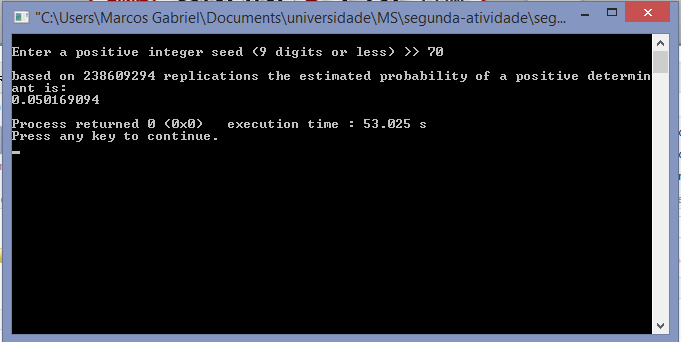 "C:\Users\Marcos Gabriel\Documents\universidade\MS\segunda-atividade\seg...
Enter a positive integer seed (9 digits or less) >> 70
based on 238609294 replications the estimated probability of a positive determin
ant is:
0.050169094
Process returned 0 (0x0)   execution time : 53.025 s
Press any key to continue.